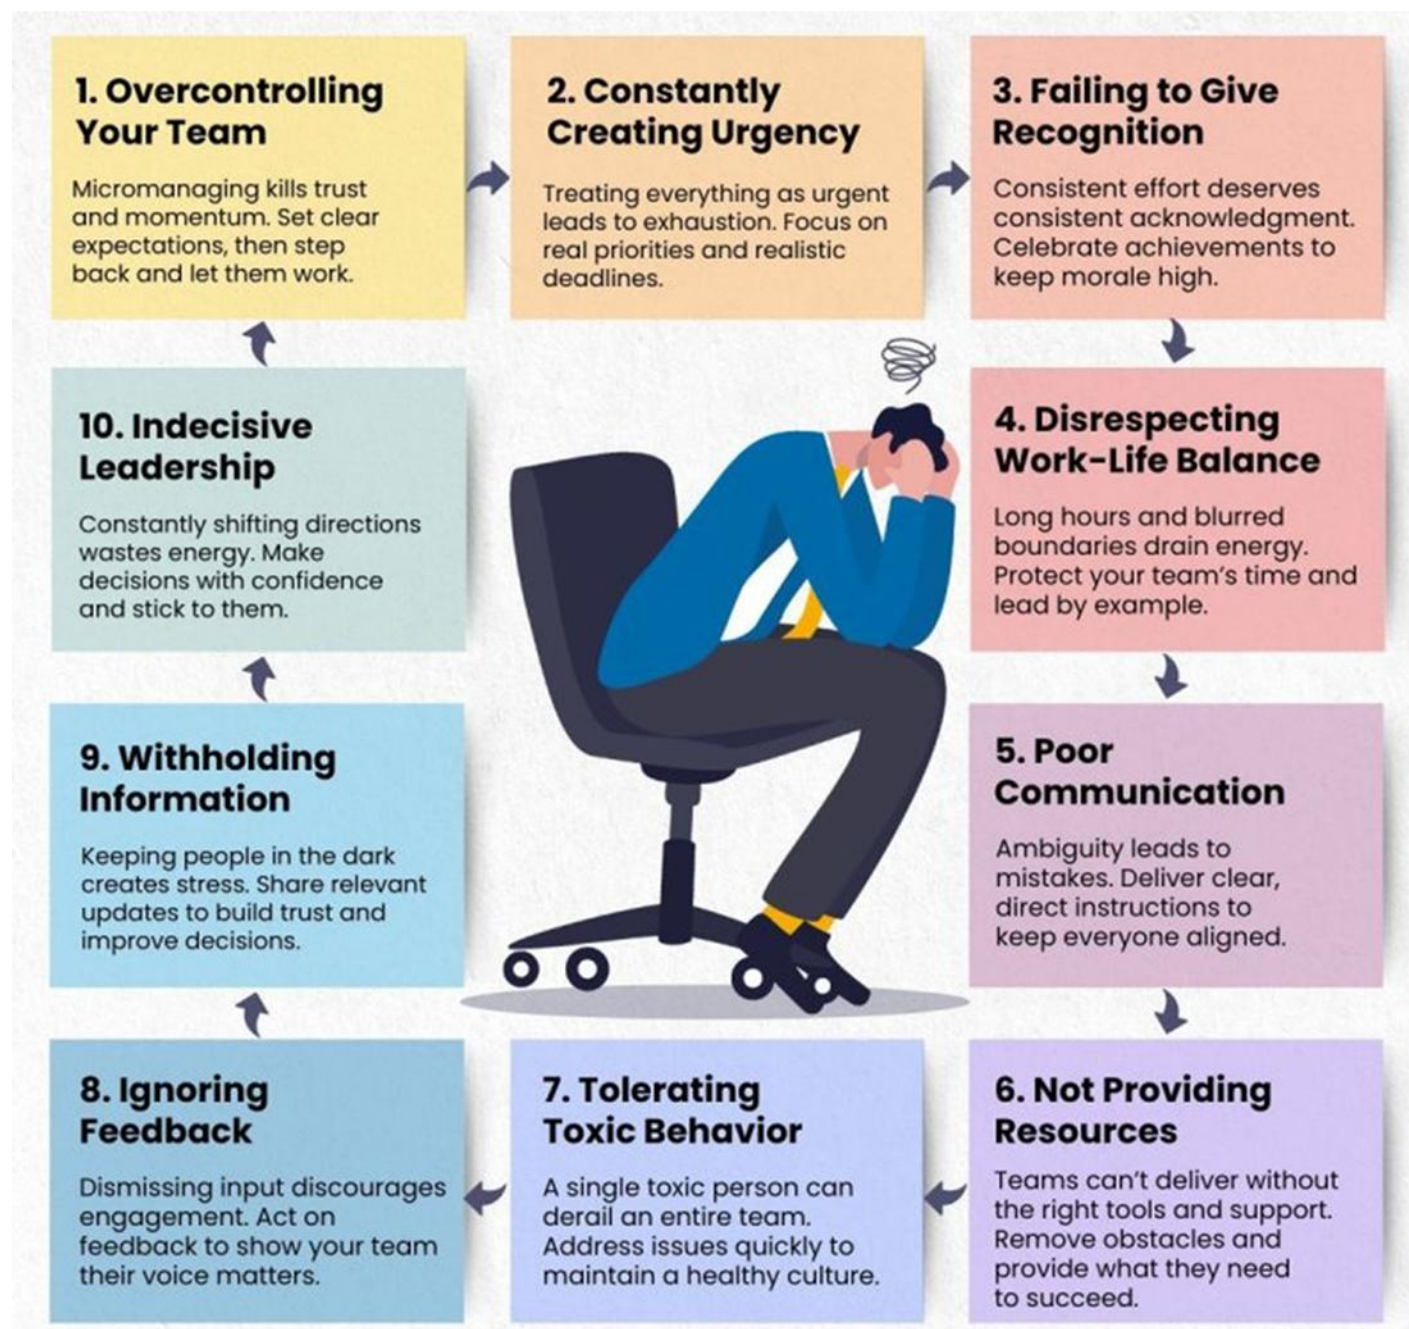 1. Overcontrolling
Your Team
Micromanaging kills trust
and momentum. Set clear
expectations, then step
back and let them work.
2. Constantly
Creating Urgency
Treating everything as urgent
leads to exhaustion. Focus on
real priorities and realistic
deadlines.
3. Failing to Give
Recognition
Consistent effort deserves
consistent acknowledgment.
Celebrate achievements to
keep morale high.
4. Disrespecting
Work-Life Balance
Long hours and blurred
boundaries drain energy.
Protect your team's time and
lead by example.
5. Poor
Communication
Ambiguity leads to
mistakes. Deliver clear,
direct instructions to
keep everyone aligned.
6. Not Providing
Resources
Teams can't deliver without
the right tools and support.
Remove obstacles and
provide what they need
to succeed.
7. Tolerating
Toxic Behavior
A single toxic person can
derail an entire team.
Address issues quickly to
maintain a healthy culture.
8. Ignoring
Feedback
Dismissing input discourages
engagement. Act on
feedback to show your team
their voice matters.
9. Withholding
Information
Keeping people in the dark
creates stress. Share relevant
updates to build trust and
improve decisions.
10. Indecisive
Leadership
Constantly shifting directions
wastes energy. Make
decisions with confidence
and stick to them.